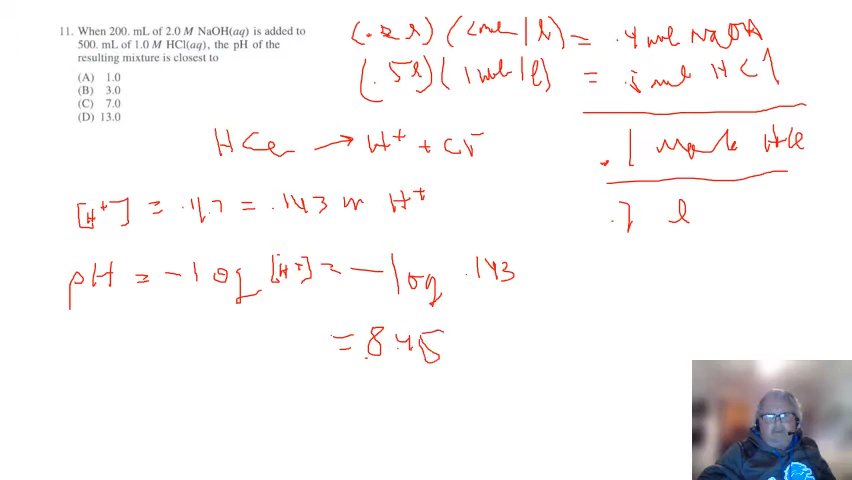 11. When 200. mL of 2.0 M NaOH(aq) is added to
500. mL of 1.0 M HCl(aq), the pH of the
resulting mixture is closest to
(A) 1.0
(B) 3.0
(C) 7.0
(D) 13.0
(.2 l) (2 mol | l) = .4 mol NaOH
(.5 l) (1 mol | l) = .5 mol HCl
.1 mole HCl
.7 l
HCl → H+ + Cl-
[H+] = .1/.7 = .143 m H+
pH = -log [H+] = -log .143
= .845